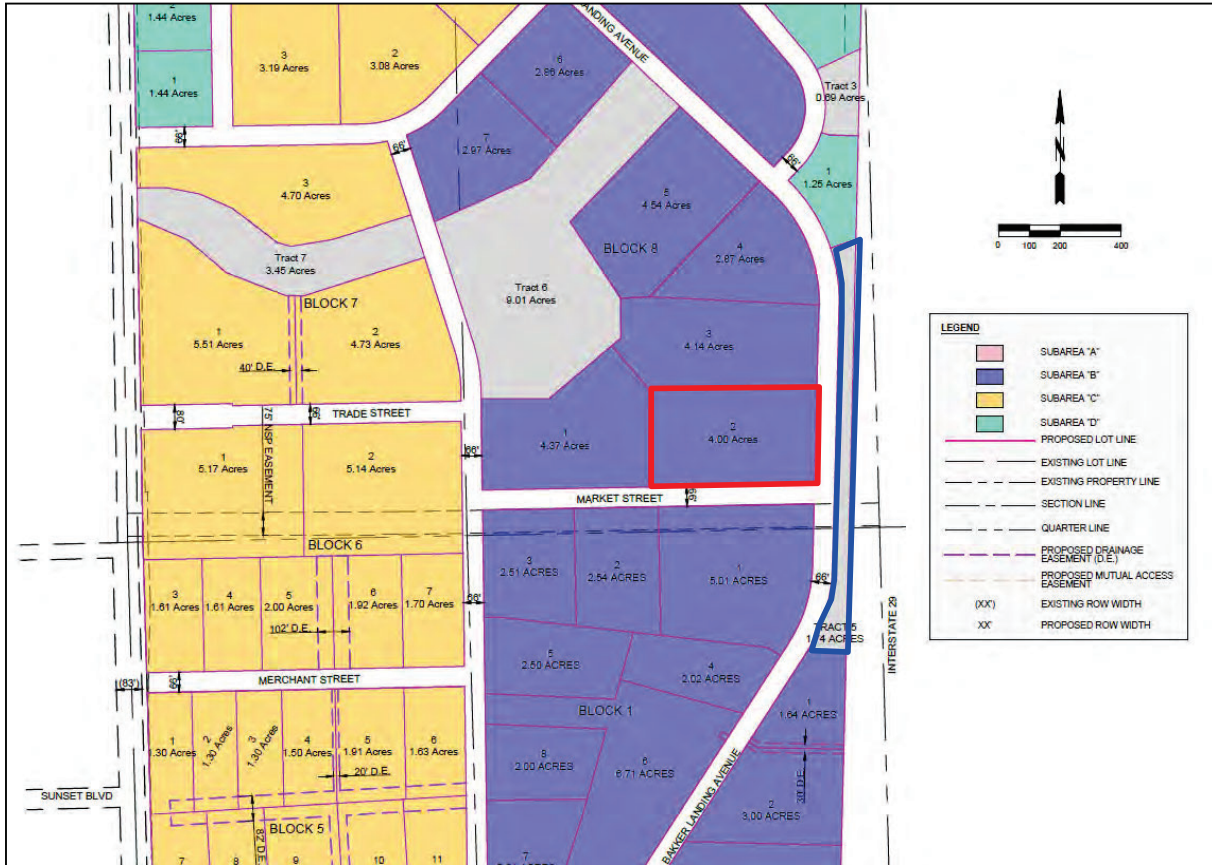 2
1.44 Acres
1
1.44 Acres
3
3.19 Acres
2
3.08 Acres
LANDING AVENUE
6
2.86 Acres
Tract 3
0.69 Acres
66'
66'
7
2.97 Acres
66'
1
1.25 Acres
3
4.70 Acres
5
4.54 Acres
BLOCK 8
4
2.87 Acres
Tract 7
3.45 Acres
Tract 6
9.01 Acres
BLOCK 7
1
5.51 Acres
2
4.73 Acres
3
4.14 Acres
40' D.E.
80'
TRADE STREET
66'
75' NSP EASEMENT
1
4.37 Acres
2
4.00 Acres
66'
1
5.17 Acres
2
5.14 Acres
MARKET STREET
66'
BLOCK 6
3
2.51 ACRES
2
2.54 ACRES
1
5.01 ACRES
66'
3
1.61 Acres
4
1.61 Acres
5
2.00 Acres
6
1.92 Acres
7
1.70 Acres
66'
102' D.E.
TRACT 5
ACRES
INTERSTATE 29
5
2.50 ACRES
4
2.02 ACRES
(83')
66'
MERCHANT STREET
BLOCK 1
1
1.64 ACRES
1
1.30 Acres
2
1.30 Acres
3
1.30 Acres
4
1.50 Acres
5
1.91 Acres
6
1.63 Acres
2.00 ACRES
6
6.71 ACRES
20' D.E.
30' D.E.
SUNSET BLVD
2
3.00 ACRES
BAKKER LANDING AVENUE
82' D.E.
BLOCK 5
7
8
9
10
11
7
N
0 100 200 400
LEGEND
SUBAREA "A"
SUBAREA "B"
SUBAREA "C"
SUBAREA "D"
PROPOSED LOT LINE
EXISTING LOT LINE
EXISTING PROPERTY LINE
SECTION LINE
QUARTER LINE
PROPOSED DRAINAGE
EASEMENT (D.E.)
PROPOSED MUTUAL ACCESS
EASEMENT
(XX') EXISTING ROW WIDTH
XX' PROPOSED ROW WIDTH